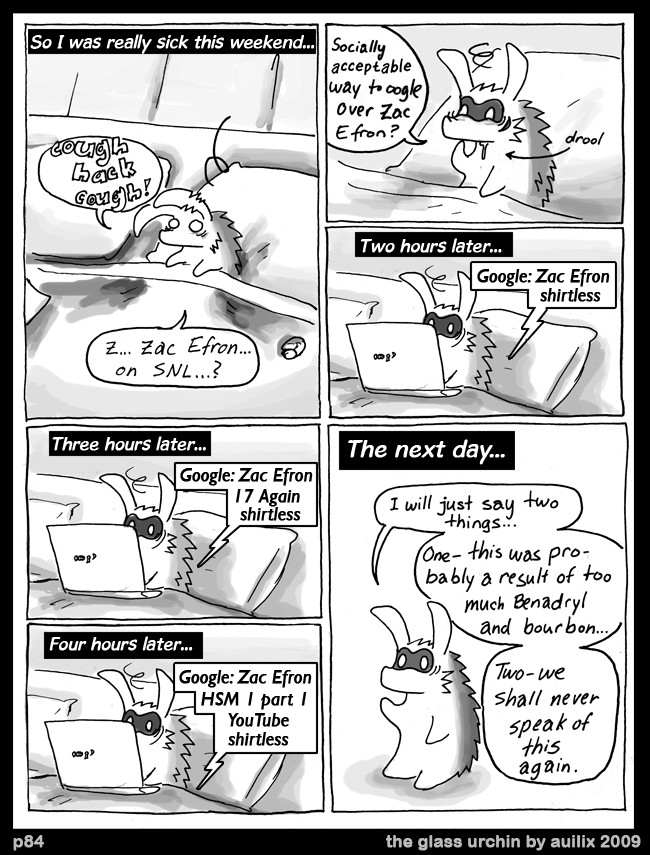 So I was really sick this weekend...
cough
hack
cough!
Z... Zac Efron...
on SNL...?
Socially
acceptable
way to oogle
over Zac
Efron?
drool
Two hours later...
Google: Zac Efron
shirtless
Three hours later...
Google: Zac Efron
17 Again
shirtless
Four hours later...
Google: Zac Efron
HSM 1 part 1
YouTube
shirtless
The next day...
I will just say two
things...
One- this was pro-
bably a result of too
much Benadryl
and bourbon...
Two- we
shall never
speak of
this
again.
p84
the glass urchin by auilix 2009